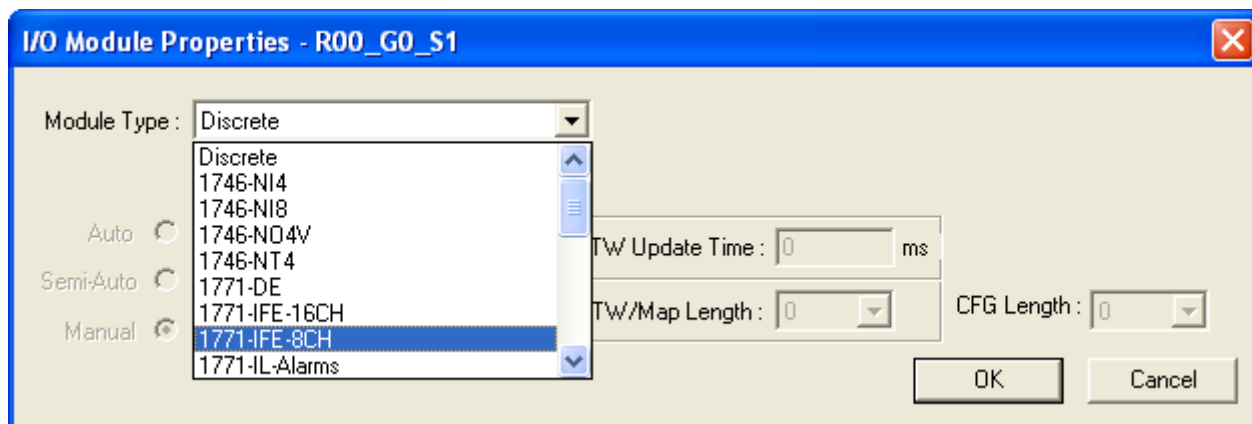 I/O Module Properties - R00_G0_S1
Module Type : Discrete
Discrete
1746-NI4
1746-NI8
1746-NO4V
1746-NT4
1771-DE
1771-IFE-16CH
1771-IFE-8CH
1771-IL-Alarms
Auto
Semi-Auto
Manual
TW Update Time : 0 ms
TW/Map Length : 0
CFG Length : 0
OK Cancel